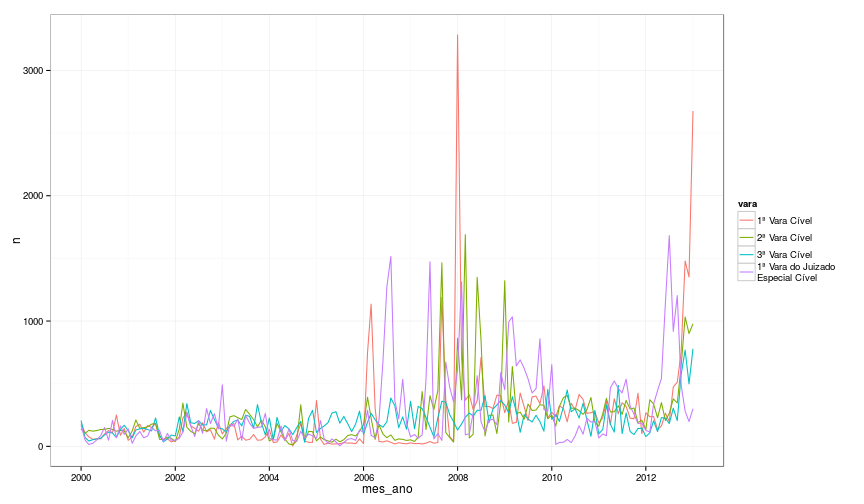 3000
2000
1000
0
n
2000
2002
2004
2006
2008
2010
2012
mes_ano
vara
1ª Vara Cível
2ª Vara Cível
3ª Vara Cível
1ª Vara do Juizado
Especial Cível